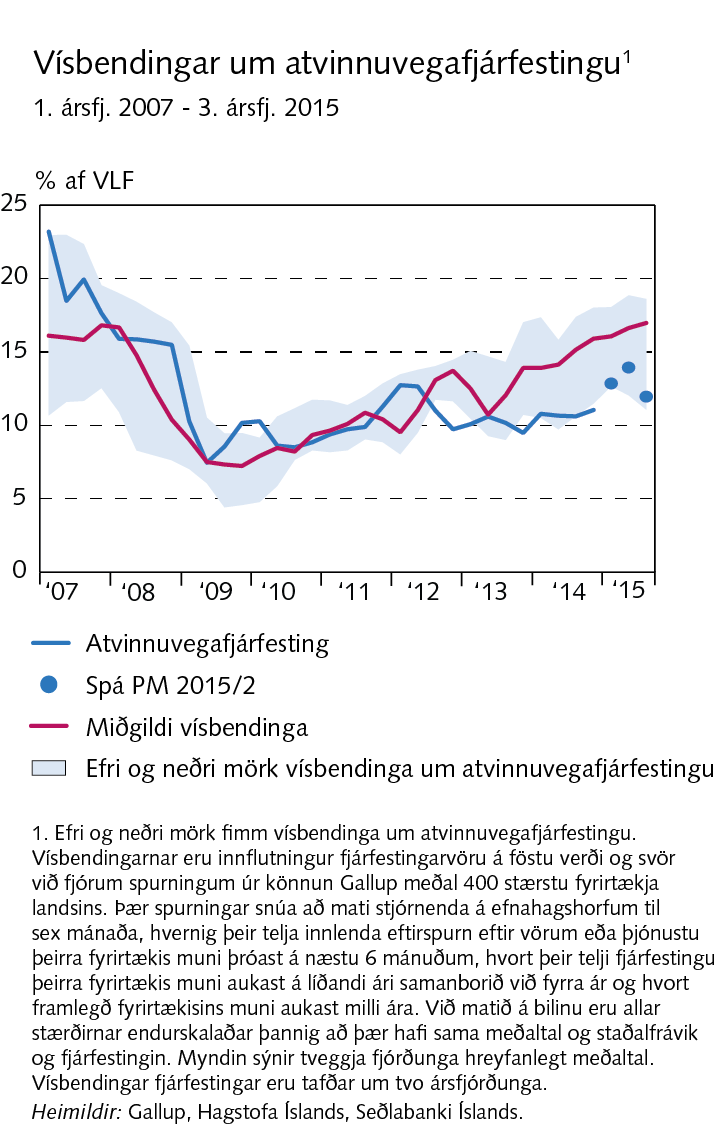 Vísbendingar um atvinnuvegafjárfestingu¹
1. ársfj. 2007 - 3. ársfj. 2015
% af VLF
25
20
15
10
5
0
‘07 ‘08 ‘09 ‘10 ‘11 ‘12 ‘13 ‘14 ‘15
Atvinnuvegafjárfesting
Spá PM 2015/2
Miðgildi vísbendinga
Efri og neðri mörk vísbendinga um atvinnuvegafjárfestingu
1. Efri og neðri mörk fimm vísbendinga um atvinnuvegafjárfestingu.
Vísbendingarnar eru innflutningur fjárfestingarvöru á föstu verði og svör
við fjórum spurningum úr könnun Gallup meðal 400 stærstu fyrirtækja
landsins. Þær spurningar snúa að mati stjórnenda á efnahagshorfum til
sex mánaða, hvernig þeir telja innlenda eftirspurn eftir vörum eða þjónustu
þeirra fyrirtækis muni þróast á næstu 6 mánuðum, hvort þeir telji fjárfestingu
þeirra fyrirtækis muni aukast á líðandi ári samanborið við fyrra ár og hvort
framlegð fyrirtækisins muni aukast milli ára. Við matið á bilinu eru allar
stærðirnar endurskalaðar þannig að þær hafi sama meðaltal og staðalfrávik
og fjárfestingin. Myndin sýnir tveggja fjórðunga hreyfanlegt meðaltal.
Vísbendingar fjárfestingar eru tafðar um tvo ársfjórðunga.
Heimildir: Gallup, Hagstofa Íslands, Seðlabanki Íslands.